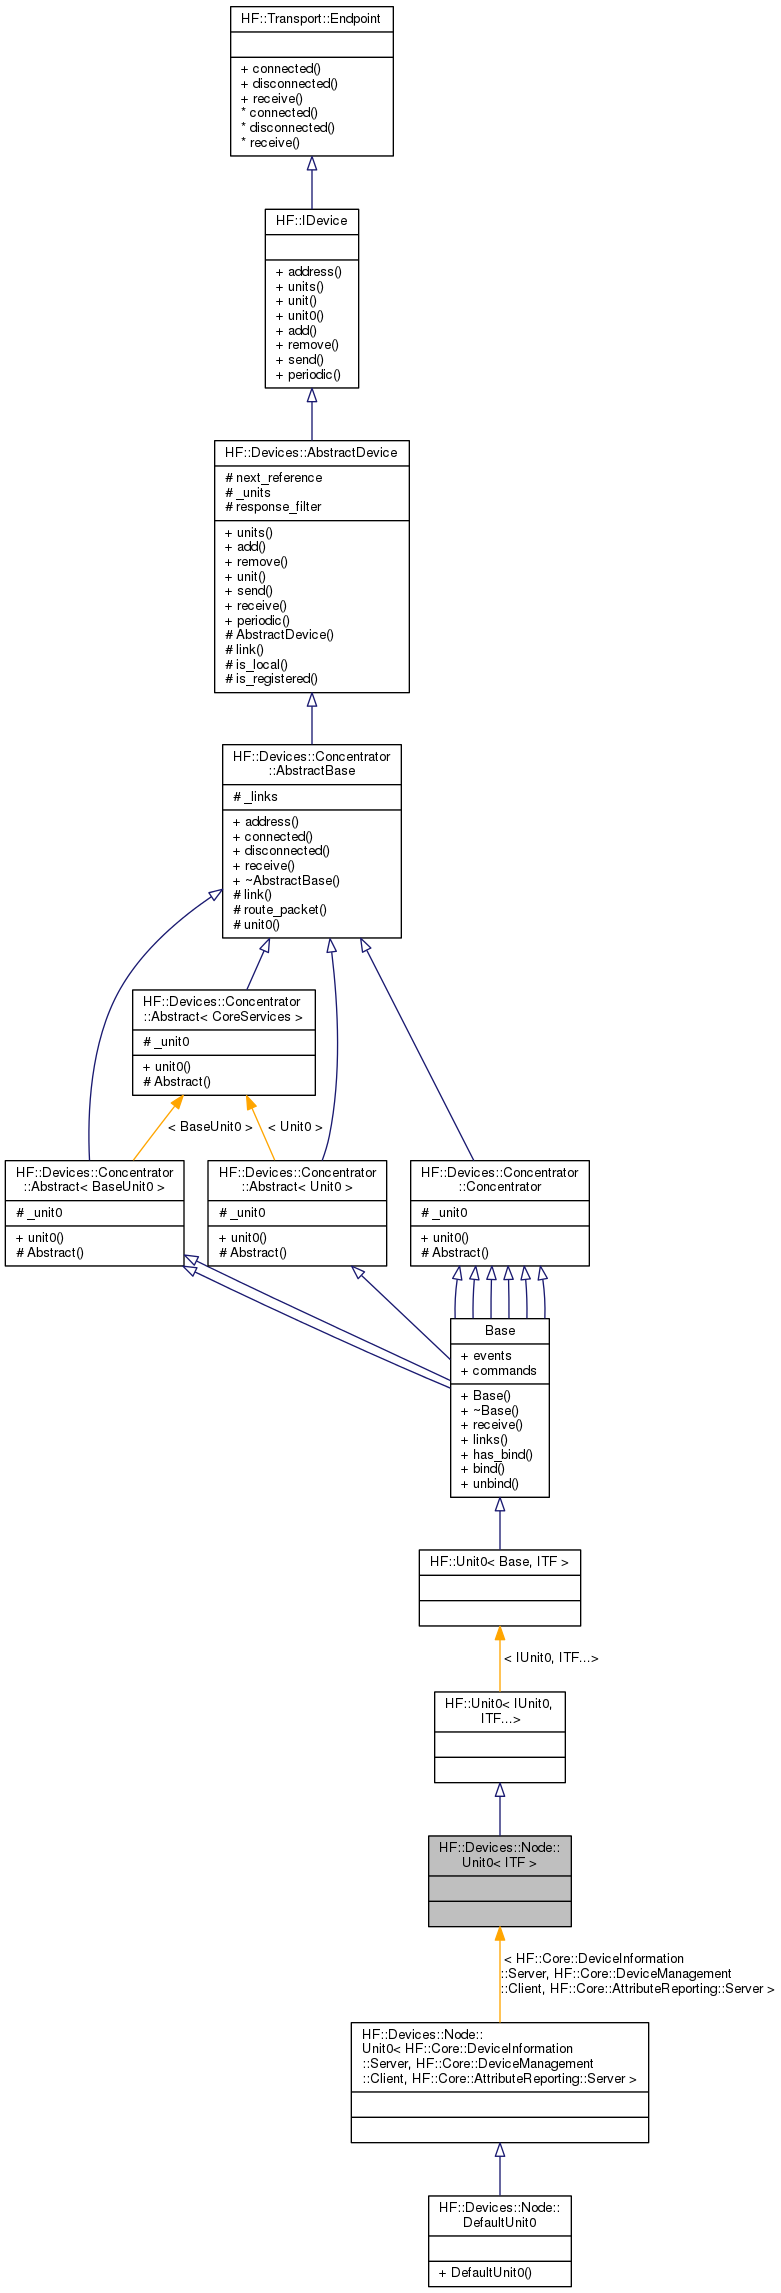 HF::Transport::Endpoint
+ connected()
+ disconnected()
+ receive()
* connected()
* disconnected()
* receive()
HF::IDevice
+ address()
+ units()
+ unit()
+ unit0()
+ add()
+ remove()
+ send()
+ periodic()
HF::Devices::AbstractDevice
# next_reference
# _units
# response_filter
+ units()
+ add()
+ remove()
+ unit()
+ send()
+ receive()
+ periodic()
# AbstractDevice()
# link()
# is_local()
# is_registered()
HF::Devices::Concentrator
::AbstractBase
# _links
+ address()
+ connected()
+ disconnected()
+ receive()
+ ~AbstractBase()
# link()
# route_packet()
# unit0()
HF::Devices::Concentrator
::Abstract< CoreServices >
# _unit0
+ unit0()
# Abstract()
< BaseUnit0 >
< Unit0 >
HF::Devices::Concentrator
::Abstract< BaseUnit0 >
# _unit0
+ unit0()
# Abstract()
HF::Devices::Concentrator
::Abstract< Unit0 >
# _unit0
+ unit0()
# Abstract()
HF::Devices::Concentrator
::Concentrator
# _unit0
+ unit0()
# Abstract()
Base
+ events
+ commands
+ Base()
+ ~Base()
+ receive()
+ links()
+ has_bind()
+ bind()
+ unbind()
HF::Unit0< Base, ITF >
< IUnit0, ITF...>
HF::Unit0< IUnit0,
ITF...>
HF::Devices::Node::
Unit0< ITF >
< HF::Core::DeviceInformation
::Server, HF::Core::DeviceManagement
::Client, HF::Core::AttributeReporting::Server >
HF::Devices::Node::
Unit0< HF::Core::DeviceInformation
::Server, HF::Core::DeviceManagement
::Client, HF::Core::AttributeReporting::Server >
HF::Devices::Node::
DefaultUnit0
+ DefaultUnit0()